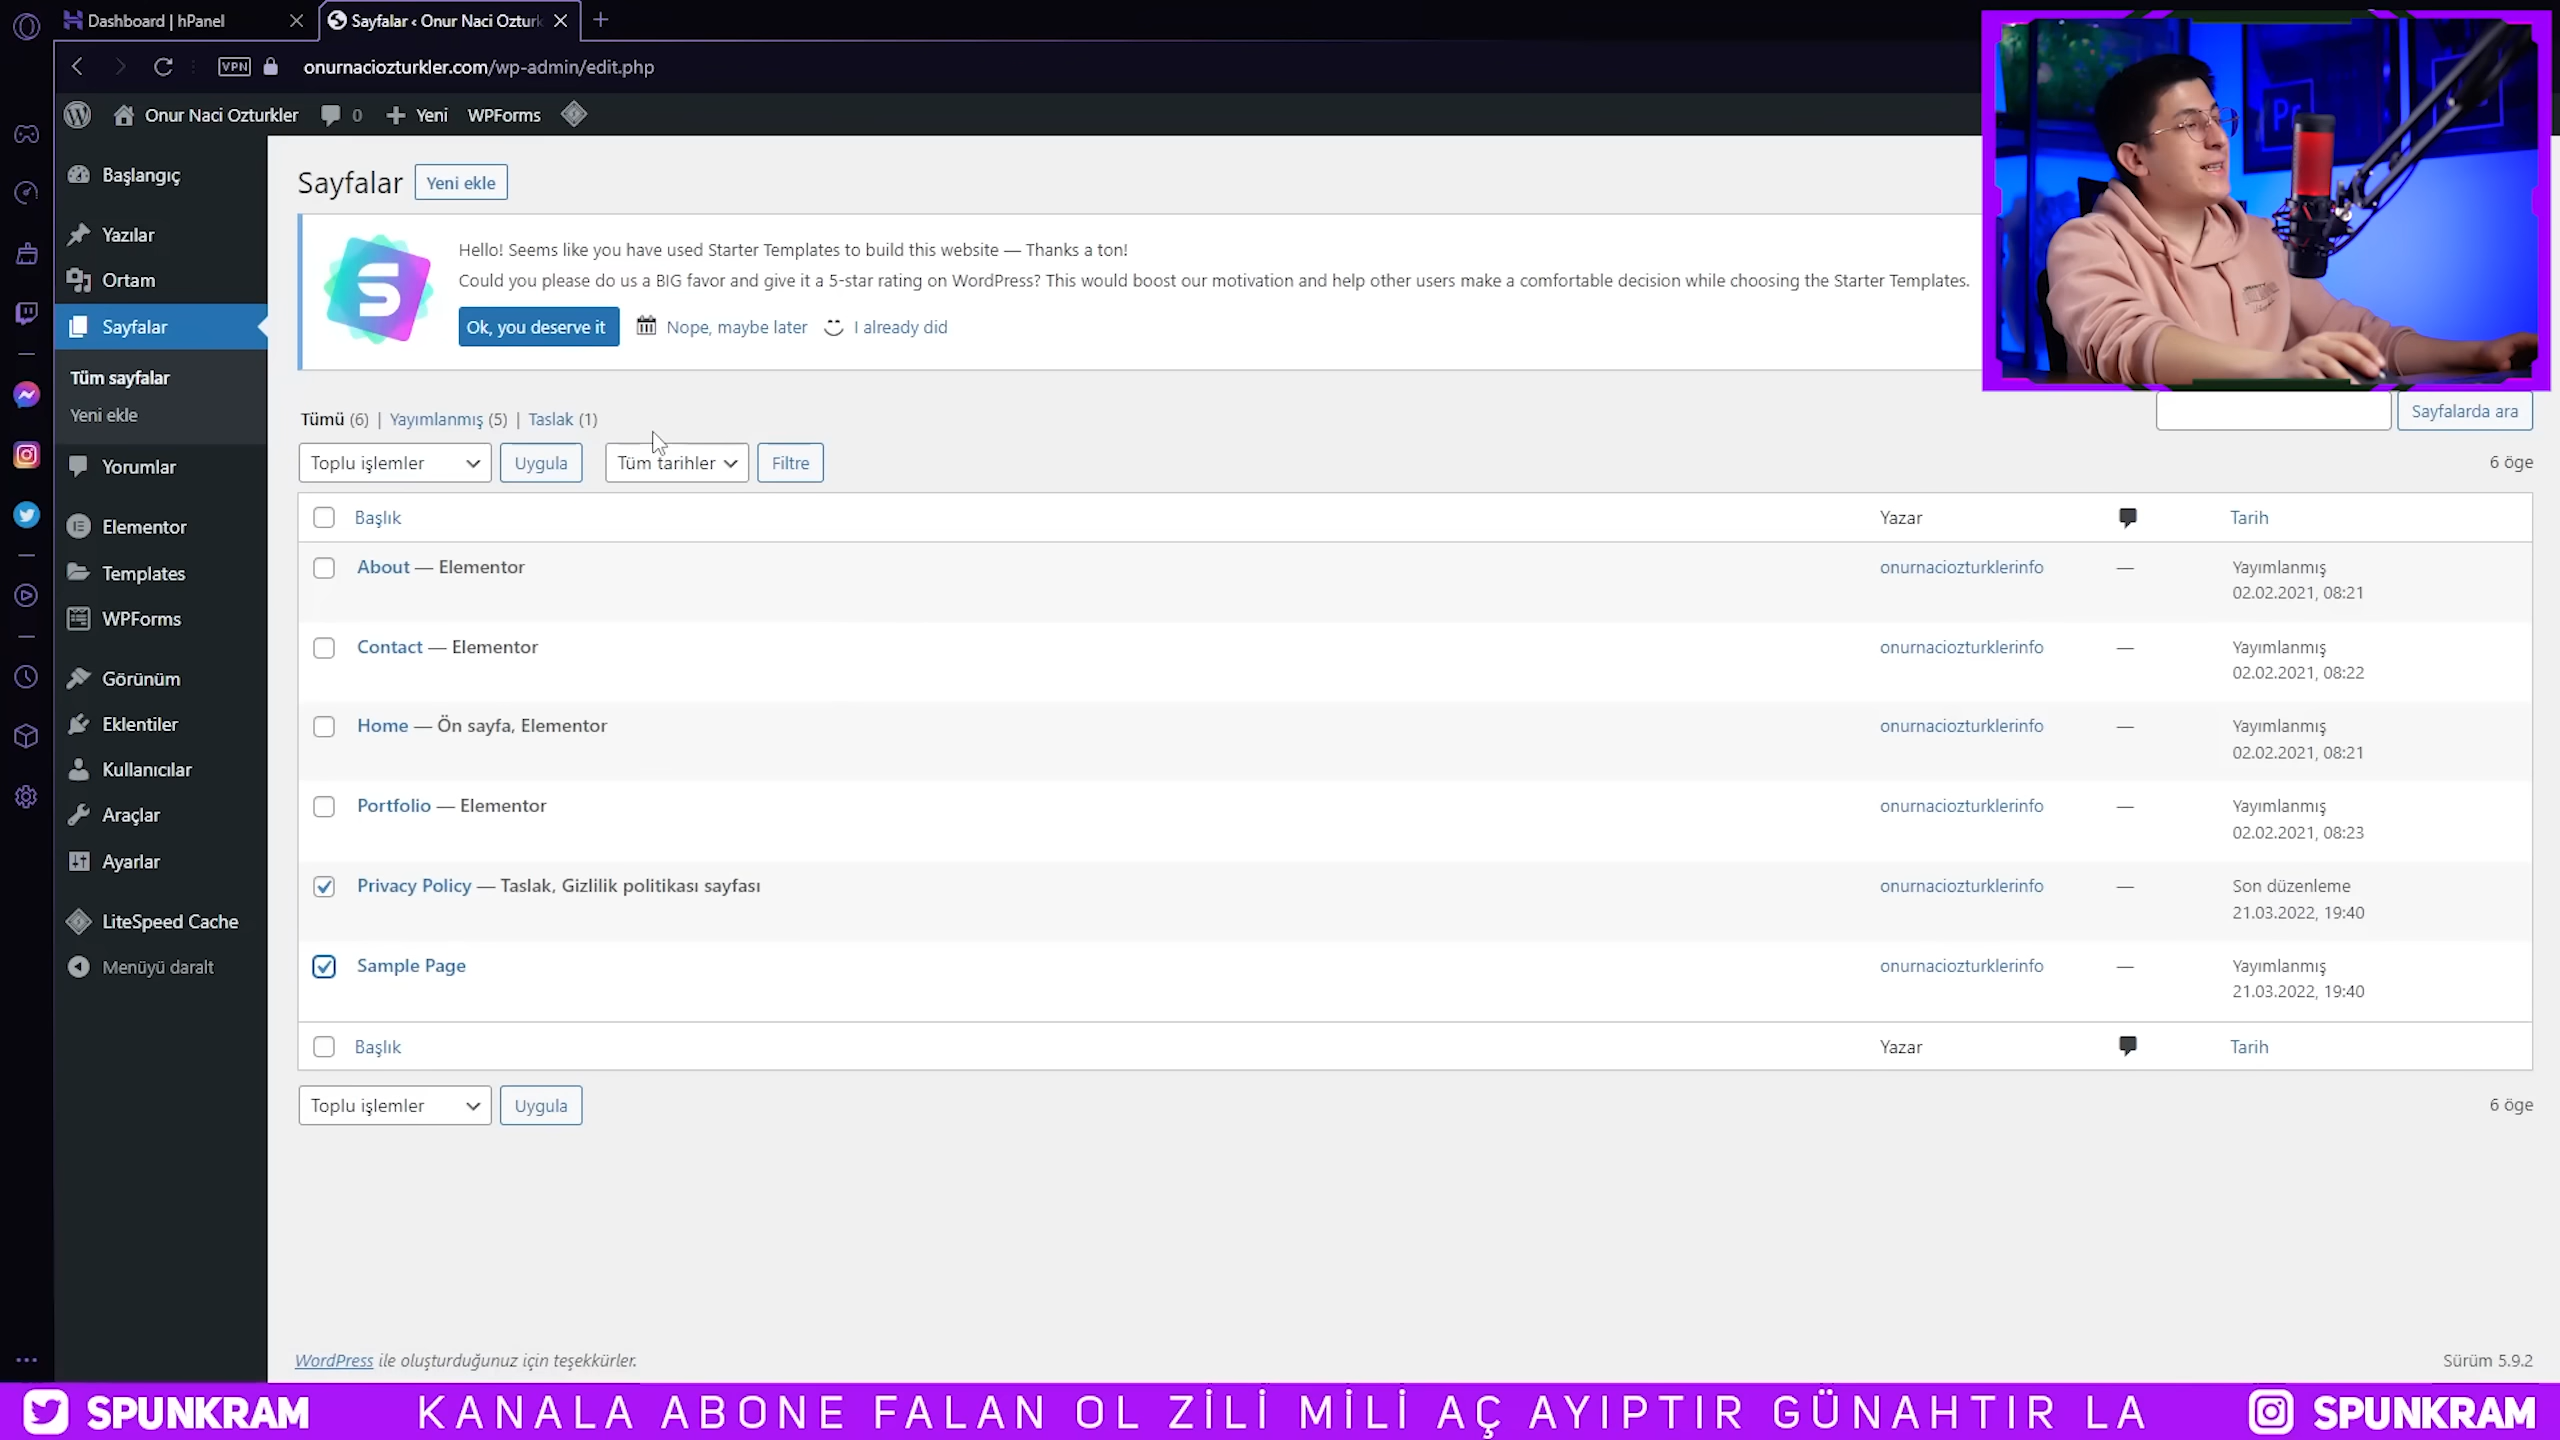 Dashboard | hPanel
Sayfalar ‹ Onur Naci Ozturk
VPN
onurnaciozturkler.com/wp-admin/edit.php
Onur Naci Ozturkler 0 Yeni WPForms
Başlangıç
Yazılar
Ortam
Sayfalar
Tüm sayfalar
Yeni ekle
Yorumlar
Elementor
Templates
WPForms
Görünüm
Eklentiler
Kullanıcılar
Araçlar
Ayarlar
LiteSpeed Cache
Menüyü daralt
Sayfalar Yeni ekle
Hello! Seems like you have used Starter Templates to build this website — Thanks a ton!
Could you please do us a BIG favor and give it a 5-star rating on WordPress? This would boost our motivation and help other users make a comfortable decision while choosing the Starter Templates.
Ok, you deserve it Nope, maybe later I already did
Pr
Tümü (6) | Yayımlanmış (5) | Taslak (1)
Sayfalarda ara
Toplu işlemler Uygula Tüm tarihler Filtre
6 öge
Başlık Yazar Tarih
About — Elementor onurnaciozturklerinfo — Yayımlanmış
02.02.2021, 08:21
Contact — Elementor onurnaciozturklerinfo — Yayımlanmış
02.02.2021, 08:22
Home — Ön sayfa, Elementor onurnaciozturklerinfo — Yayımlanmış
02.02.2021, 08:21
Portfolio — Elementor onurnaciozturklerinfo — Yayımlanmış
02.02.2021, 08:23
Privacy Policy — Taslak, Gizlilik politikası sayfası onurnaciozturklerinfo — Son düzenleme
21.03.2022, 19:40
Sample Page onurnaciozturklerinfo — Yayımlanmış
21.03.2022, 19:40
Başlık Yazar Tarih
Toplu işlemler Uygula
6 öge
WordPress ile oluşturduğunuz için teşekkürler.
Sürüm 5.9.2
SPUNKRAM
KANALA ABONE FALAN OL ZİLİ MİLİ AÇ AYIPTIR GÜNAHTIR LA
SPUNKRAM